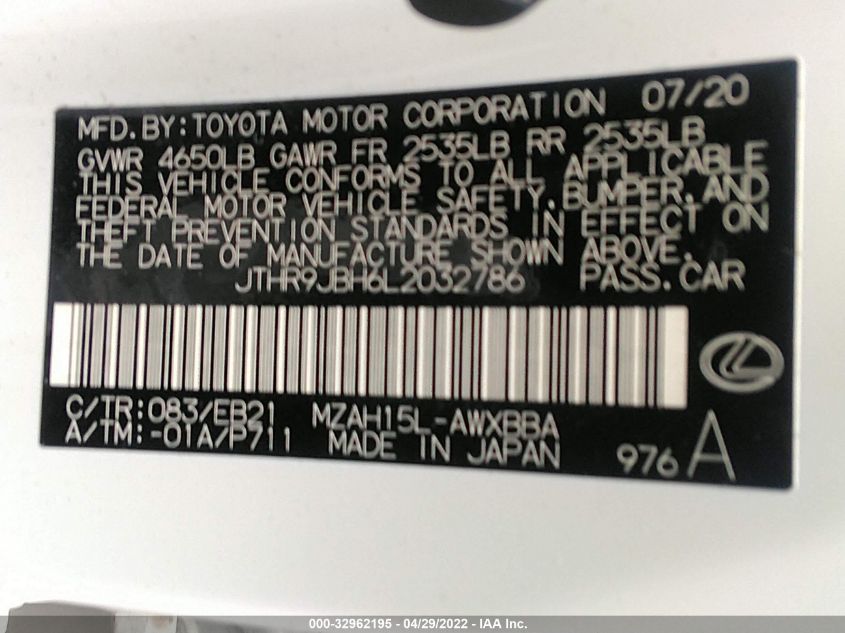 MFD. BY: TOYOTA MOTOR CORPORATION 07/20
GVWR 4650LB GAWR FR 2535LB RR 2535LB
THIS VEHICLE CONFORMS TO ALL APPLICABLE
FEDERAL MOTOR VEHICLE SAFETY, BUMPER, AND
THEFT PREVENTION STANDARDS IN EFFECT ON
THE DATE OF MANUFACTURE SHOWN ABOVE.
JTHR9JBH6L2032786 PASS. CAR
C/TR: 083/EB21 MZAH15L-AWXBBA
A/TM: -01A/P711 MADE IN JAPAN 976 A
000-32962195 - 04/29/2022 - IAA Inc.